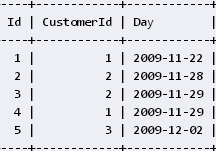 Id | CustomerId | Day |
1 | 1 | 2009-11-22 |
2 | 2 | 2009-11-28 |
3 | 2 | 2009-11-29 |
4 | 1 | 2009-11-29 |
5 | 3 | 2009-12-02 |